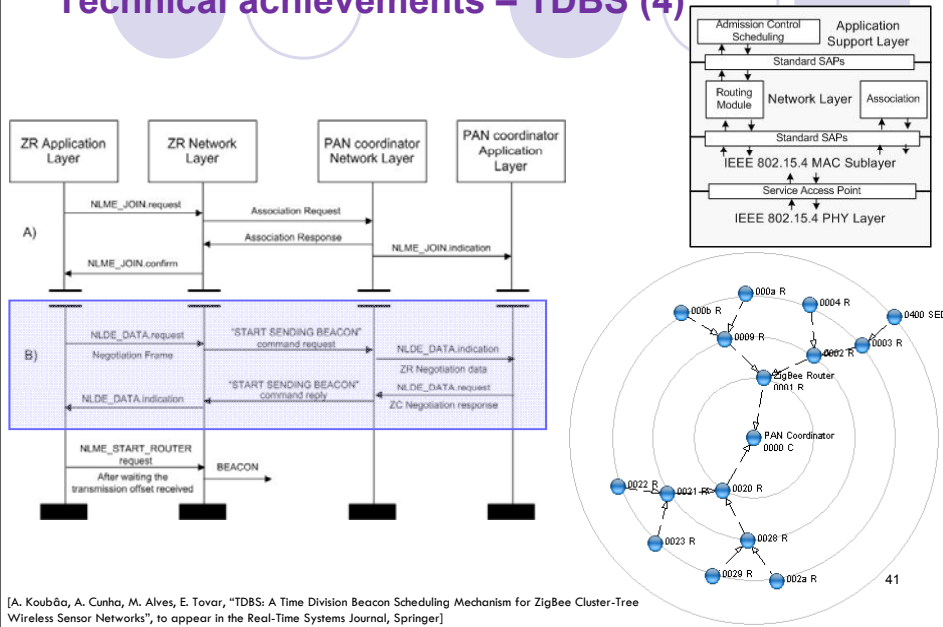 Technical achievements – TDBS (4)
Admission Control
Scheduling
Application
Support Layer
Standard SAPs
Routing
Module
Network Layer
Association
Standard SAPs
IEEE 802.15.4 MAC Sublayer
Service Access Point
IEEE 802.15.4 PHY Layer
ZR Application
Layer
ZR Network
Layer
PAN coordinator
Network Layer
PAN coordinator
Application
Layer
A)
NLME_JOIN.request
Association Request
Association Response
NLME_JOIN.indication
NLME_JOIN.confirm
B)
NLDE_DATA.request
Negotiation Frame
"START SENDING BEACON"
command request
NLDE_DATA.indication
ZR Negotiation data
"START SENDING BEACON"
command reply
NLDE_DATA.request
ZC Negotiation response
NLDE_DATA.indication
NLME_START_ROUTER
request
After waiting the
transmission offset received
BEACON
000a R
000b R
0004 R
0400 SED
0009 R
0003 R
0002 R
ZigBee Router
0001 R
PAN Coordinator
0000 C
0022 R
0021 R
0020 R
0023 R
0028 R
0029 R
002a R
41
[A. Koubâa, A. Cunha, M. Alves, E. Tovar, "TDBS: A Time Division Beacon Scheduling Mechanism for ZigBee Cluster-Tree
Wireless Sensor Networks", to appear in the Real-Time Systems Journal, Springer]